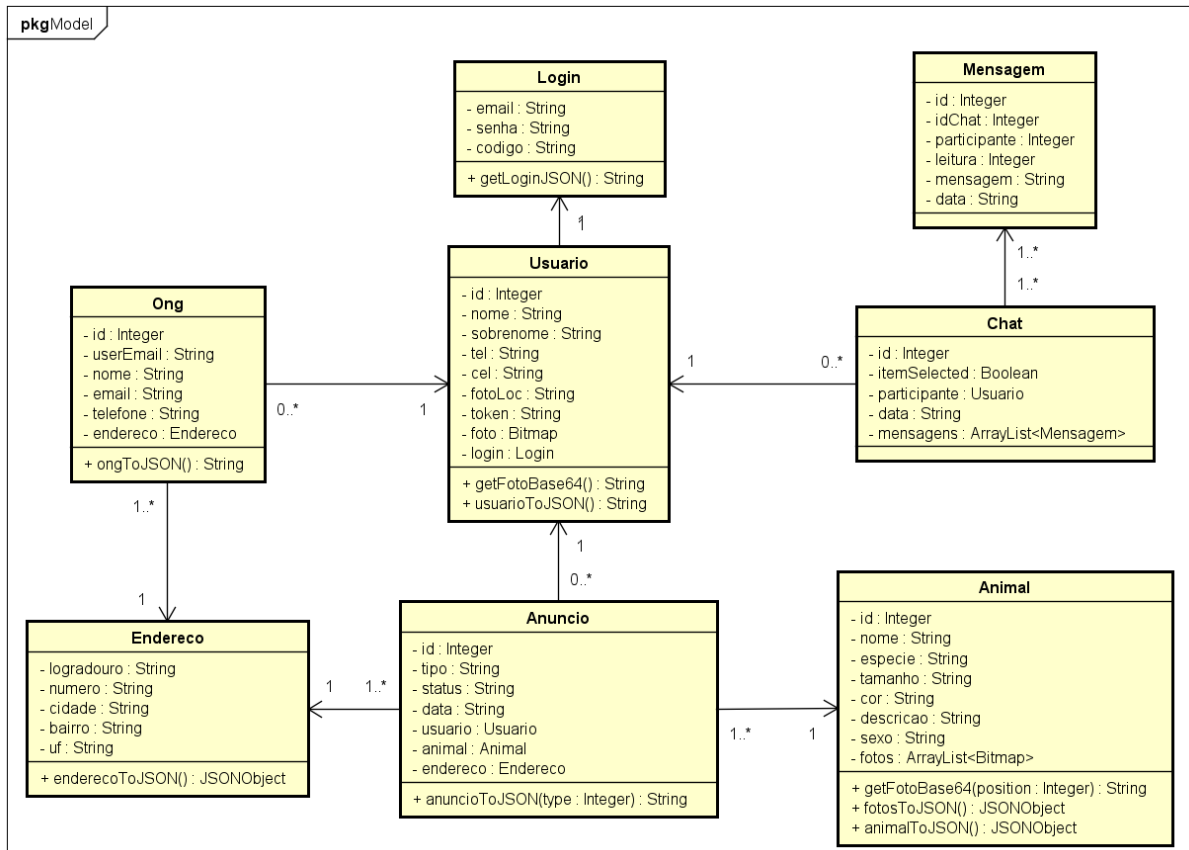 pkgModel
Login
- email : String
- senha : String
- codigo : String
+ getLoginJSON() : String
Mensagem
- id : Integer
- idChat : Integer
- participante : Integer
- leitura : Integer
- mensagem : String
- data : String
1
1..*
1..*
Usuario
- id : Integer
- nome : String
- sobrenome : String
- tel : String
- cel : String
- fotoLoc : String
- token : String
- foto : Bitmap
- login : Login
+ getFotoBase64() : String
+ usuarioToJSON() : String
Ong
- id : Integer
- userEmail : String
- nome : String
- email : String
- telefone : String
- endereco : Endereco
+ ongToJSON() : String
Chat
- id : Integer
- itemSelected : Boolean
- participante : Usuario
- data : String
- mensagens : ArrayList<Mensagem>
1
0..*
0..*
1
1..*
1
1
0..*
Endereco
- logradouro : String
- numero : String
- cidade : String
- bairro : String
- uf : String
+ enderecoToJSON() : JSONObject
1
1..*
Anuncio
- id : Integer
- tipo : String
- status : String
- data : String
- usuario : Usuario
- animal : Animal
- endereco : Endereco
+ anuncioToJSON(type : Integer) : String
1..*
1
Animal
- id : Integer
- nome : String
- especie : String
- tamanho : String
- cor : String
- descricao : String
- sexo : String
- fotos : ArrayList<Bitmap>
+ getFotoBase64(position : Integer) : String
+ fotosToJSON() : JSONObject
+ animalToJSON() : JSONObject